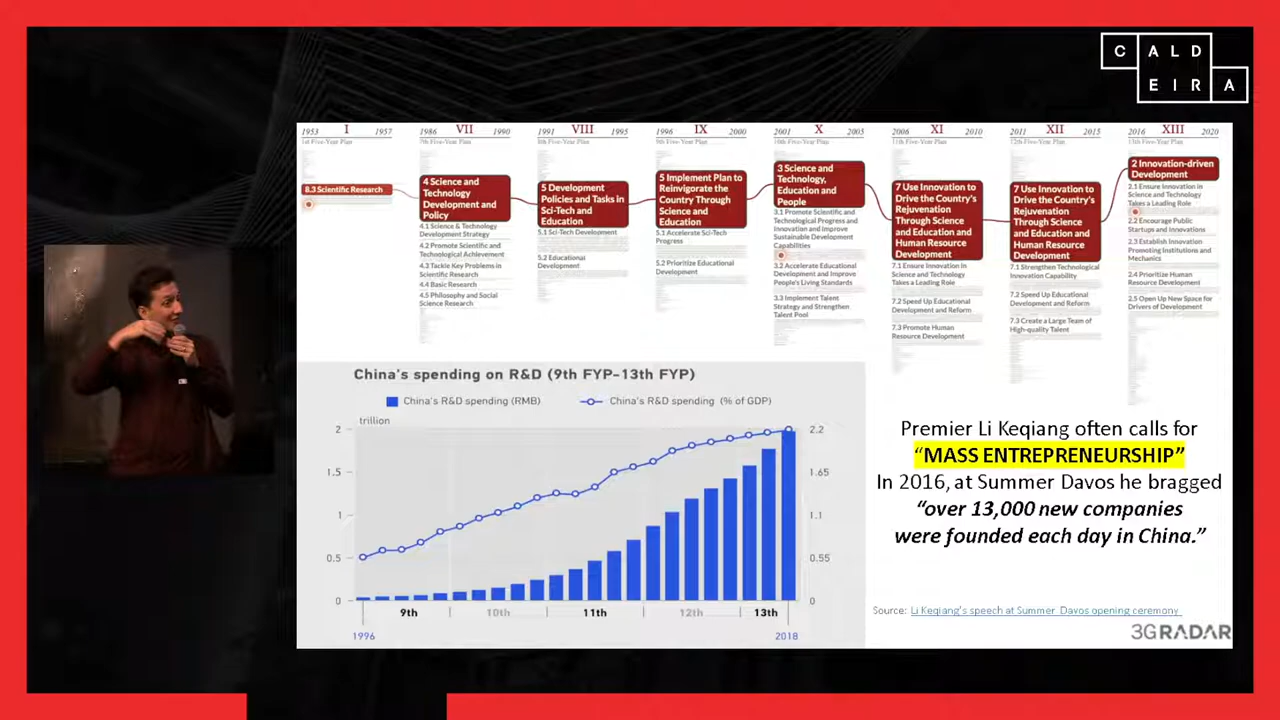 CALD
EIRA
1953 I 1957
1st Five-Year Plan
8.3 Scientific Research
1986 VII 1990
7th Five-Year Plan
4 Science and
Technology
Development and
Policy
4.1 Science & Technology
Development Strategy
4.2 Promote Scientific and
Technological Achievement
4.3 Tackle Key Problems in
Scientific Research
4.4 Basic Research
4.5 Philosophy and Social
Science Research
1991 VIII 1995
8th Five-Year Plan
5 Development
Policies and Tasks in
Sci-Tech and
Education
5.1 Sci-Tech Development
5.2 Educational
Development
1996 IX 2000
9th Five-Year Plan
5 Implement Plan to
Reinvigorate the
Country Through
Science and
Education
5.1 Accelerate Sci-Tech
Progress
5.2 Prioritize Educational
Development
2001 X 2005
10th Five-Year Plan
3 Science and
Technology,
Education and
People
3.1 Promote Scientific and
Technological Progress and
Innovation and Improve
Sustainable Development
Capabilities
3.2 Accelerate Educational
Development and Improve
People's Living Standards
3.3 Implement Talent
Strategy and Strengthen
Talent Pool
2006 XI 2010
11th Five-Year Plan
7 Use Innovation to
Drive the Country's
Rejuvenation
Through Science
and Education and
Human Resource
Development
7.1 Ensure Innovation in
Science and Technology
Takes a Leading Role
7.2 Speed Up Educational
Development and Reform
7.3 Promote Human
Resource Development
2011 XII 2015
12th Five-Year Plan
7 Use Innovation to
Drive the Country's
Rejuvenation
Through Science
and Education and
Human Resource
Development
7.1 Strengthen Technological
Innovation Capability
7.2 Speed Up Educational
Development and Reform
7.3 Create a Large Team of
High-quality Talent
2016 XIII 2020
13th Five-Year Plan
2 Innovation-driven
Development
2.1 Ensure Innovation in
Science and Technology
Takes a Leading Role
2.2 Encourage Public
Startups and Innovations
2.3 Establish Innovation
Promoting Institutions and
Mechanics
2.4 Prioritize Human
Resource Development
2.5 Open Up New Space for
Drivers of Development
China's spending on R&D (9th FYP-13th FYP)
China's R&D spending (RMB) China's R&D spending (% of GDP)
trillion
2 2.2
1.5 1.65
1 1.1
0.5 0.55
0 0
9th 10th 11th 12th 13th
1996 2018
Premier Li Keqiang often calls for
“MASS ENTREPRENEURSHIP”
In 2016, at Summer Davos he bragged
“over 13,000 new companies
were founded each day in China.”
Source: Li Keqiang's speech at Summer Davos opening ceremony
3GRADAR